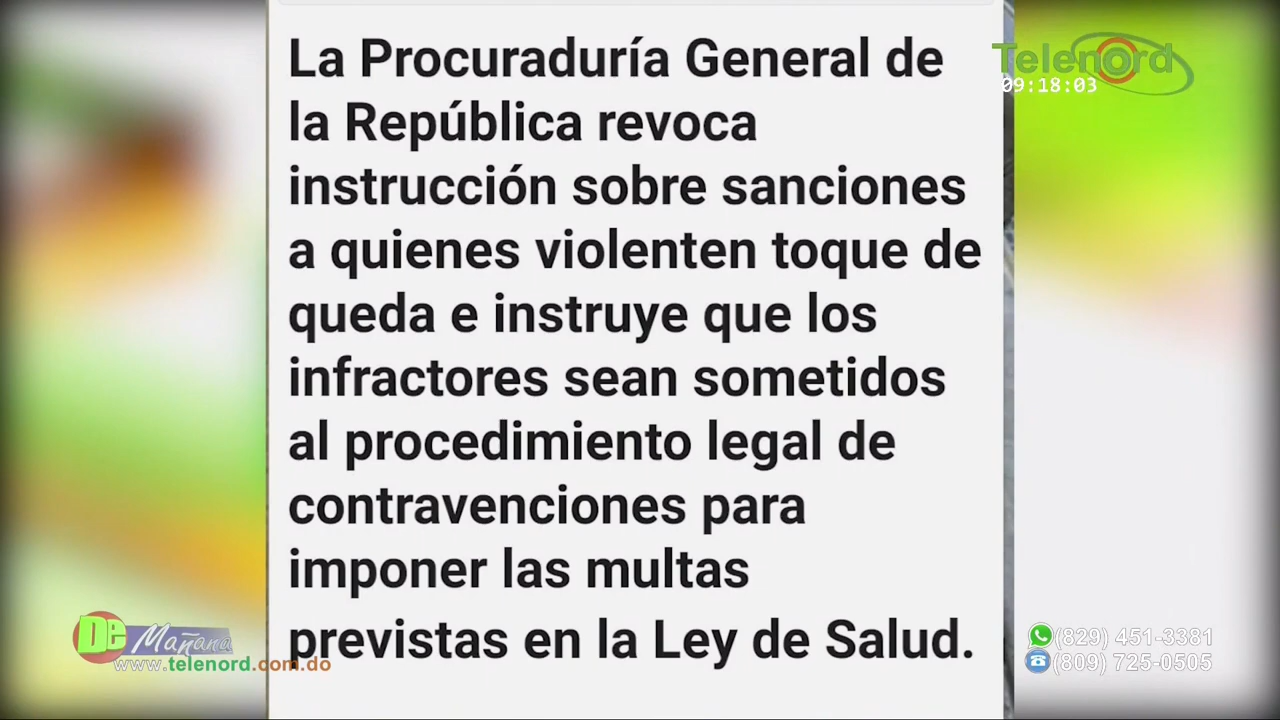 La Procuraduría General de
la República revoca
instrucción sobre sanciones
a quienes violenten toque de
queda e instruye que los
infractores sean sometidos
al procedimiento legal de
contravenciones para
imponer las multas
previstas en la Ley de Salud.
Telenord
09:18:03
De Mañana
www.telenord.com.do
(829) 451-3381
(809) 725-0505